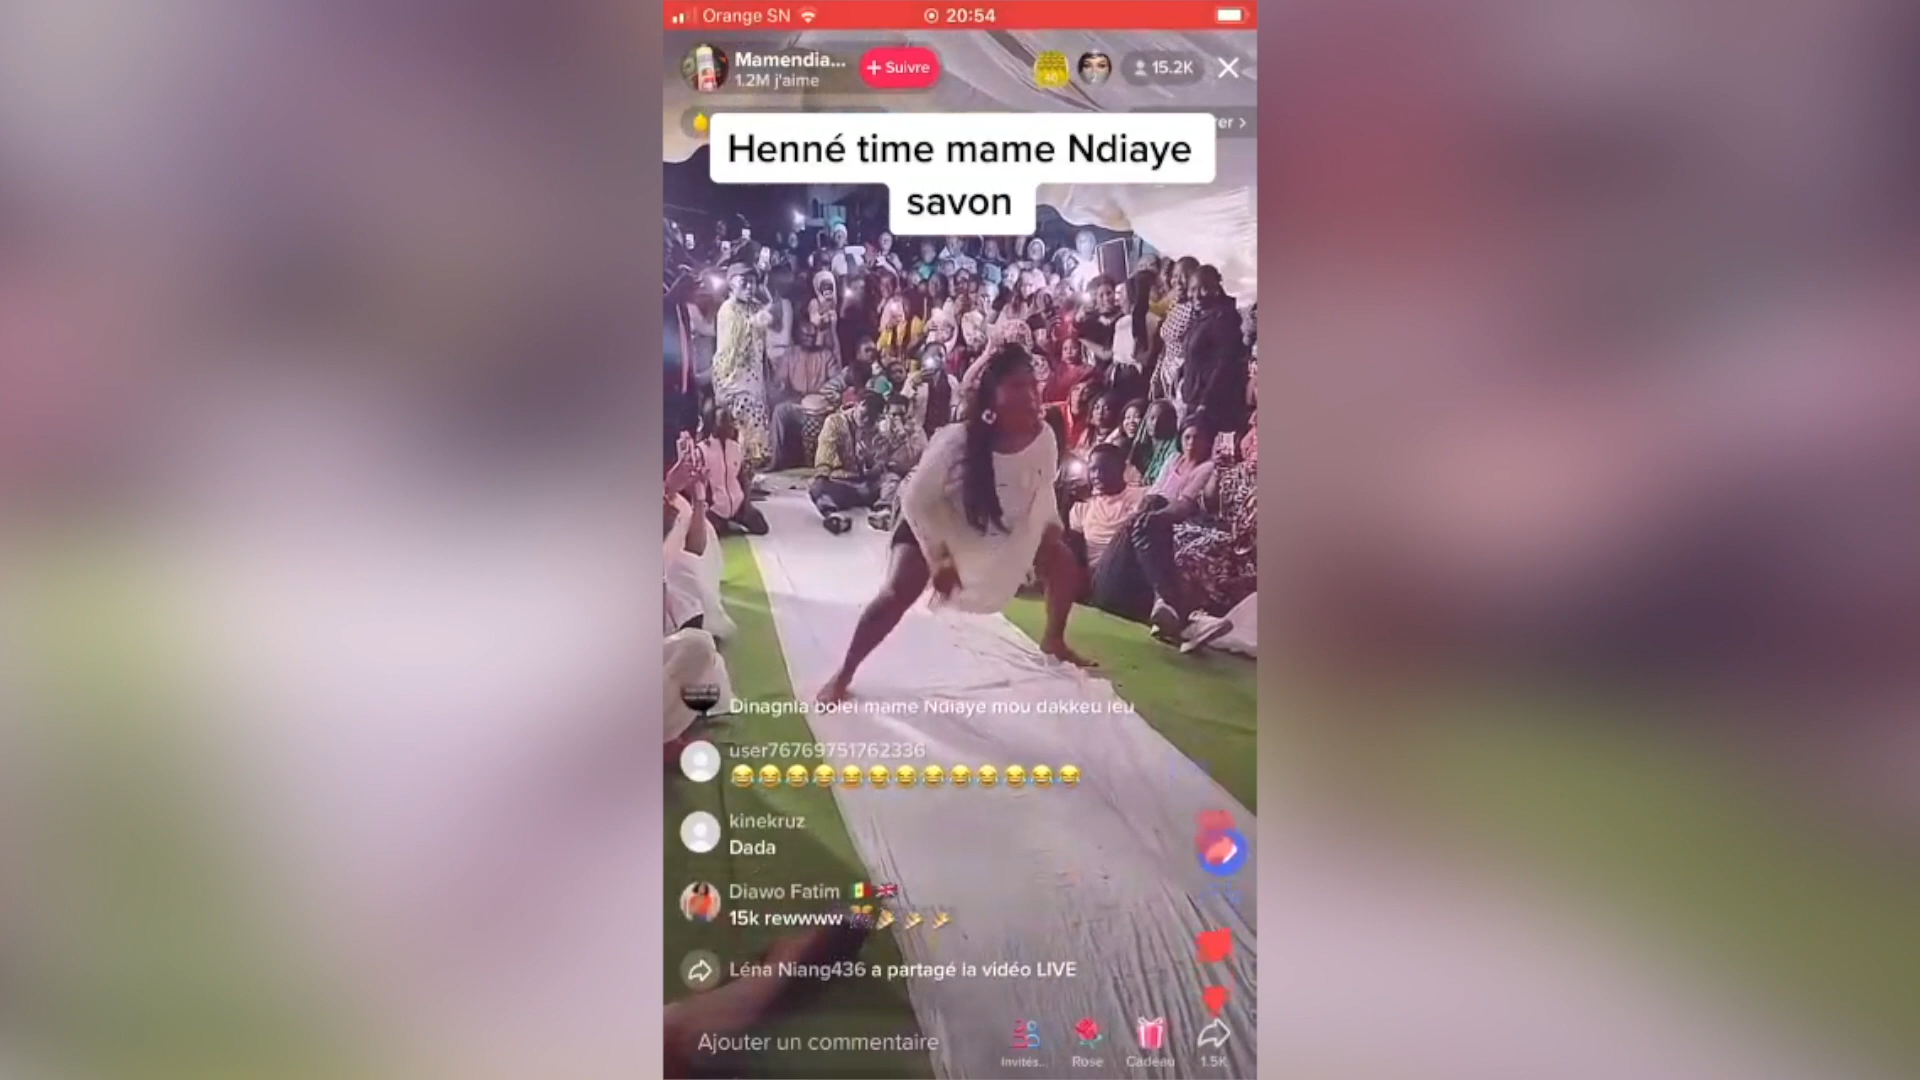 Orange SN
20:54
Mamendia...
1.2M j'aime
+ Suivre
15.2K
er >
Henné time mame Ndiaye
savon
Dinagnia bolei mame Ndiaye mou dakkeu leu
user76769751762336
😂😂😂😂😂😂😂😂😂😂😂😂😂
kinekruz
Dada
Diawo Fatim 🇸🇳 🇬🇧
15k rewwww
Léna Niang436 a partagé la vidéo LIVE
Ajouter un commentaire
Invités...
Rose
Cadeau
1.5K